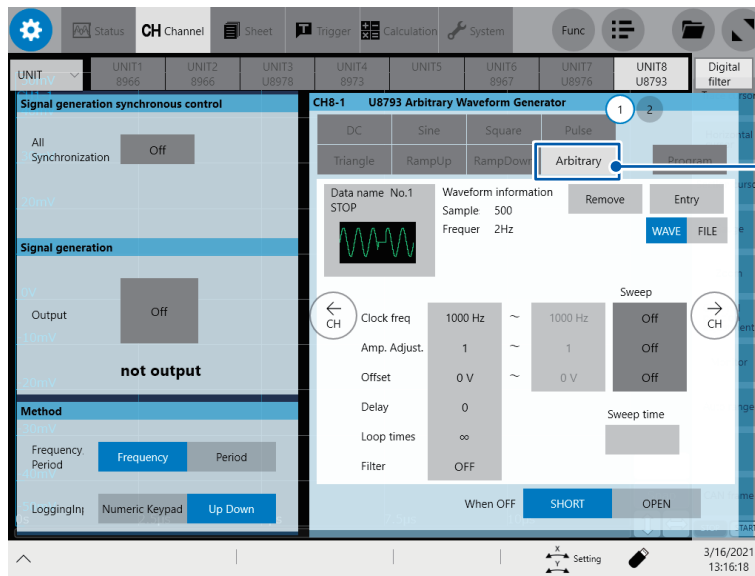 Status CH Channel Sheet Trigger Calculation System Func
UNIT UNIT1 UNIT2 UNIT3 UNIT4 UNIT5 UNIT6 UNIT7 UNIT8 Digital
8966 8966 U8978 8973 8967 U8976 U8793 filter
Signal generation synchronous control
All
Synchronization Off
Signal generation
Output Off
not output
Method
Frequency
Period Frequency Period
LoggingIn Numeric Keypad Up Down
CH8-1 U8793 Arbitrary Waveform Generator 1 2
DC Sine Square Pulse
Triangle RampUp RampDown Arbitrary Program
Data name No.1 Waveform information Remove Entry
STOP Sample 500
Frequer 2Hz WAVE FILE
Sweep
CH Clock freq 1000 Hz ~ 1000 Hz Off CH
Amp. Adjust. 1 ~ 1 Off
Offset 0 V ~ 0 V Off
Delay 0
Loop times ∞ Sweep time
Filter OFF
When OFF SHORT OPEN
X
Y Setting
3/16/2021
13:16:18